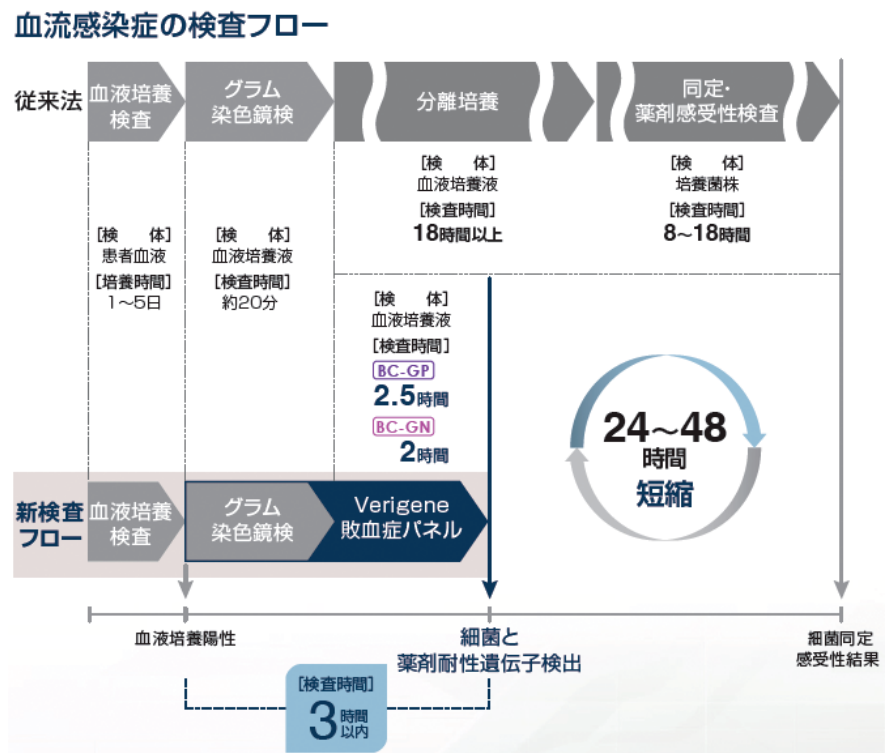 血流感染症の検査フロー
従来法
血液培養
検査
グラム
染色鏡検
分離培養
同定・
薬剤感受性検査
[検　体]
患者血液
[培養時間]
1〜5日
[検　体]
血液培養液
[検査時間]
約20分
[検　体]
血液培養液
[検査時間]
18時間以上
[検　体]
培養菌株
[検査時間]
8〜18時間
[検　体]
血液培養液
[検査時間]
BC-GP
2.5時間
BC-GN
2時間
24〜48
時間
短縮
新検査
フロー
血液培養
検査
グラム
染色鏡検
Verigene
敗血症パネル
血液培養陽性
細菌と
薬剤耐性遺伝子検出
細菌同定
感受性結果
[検査時間]
3時間
以内